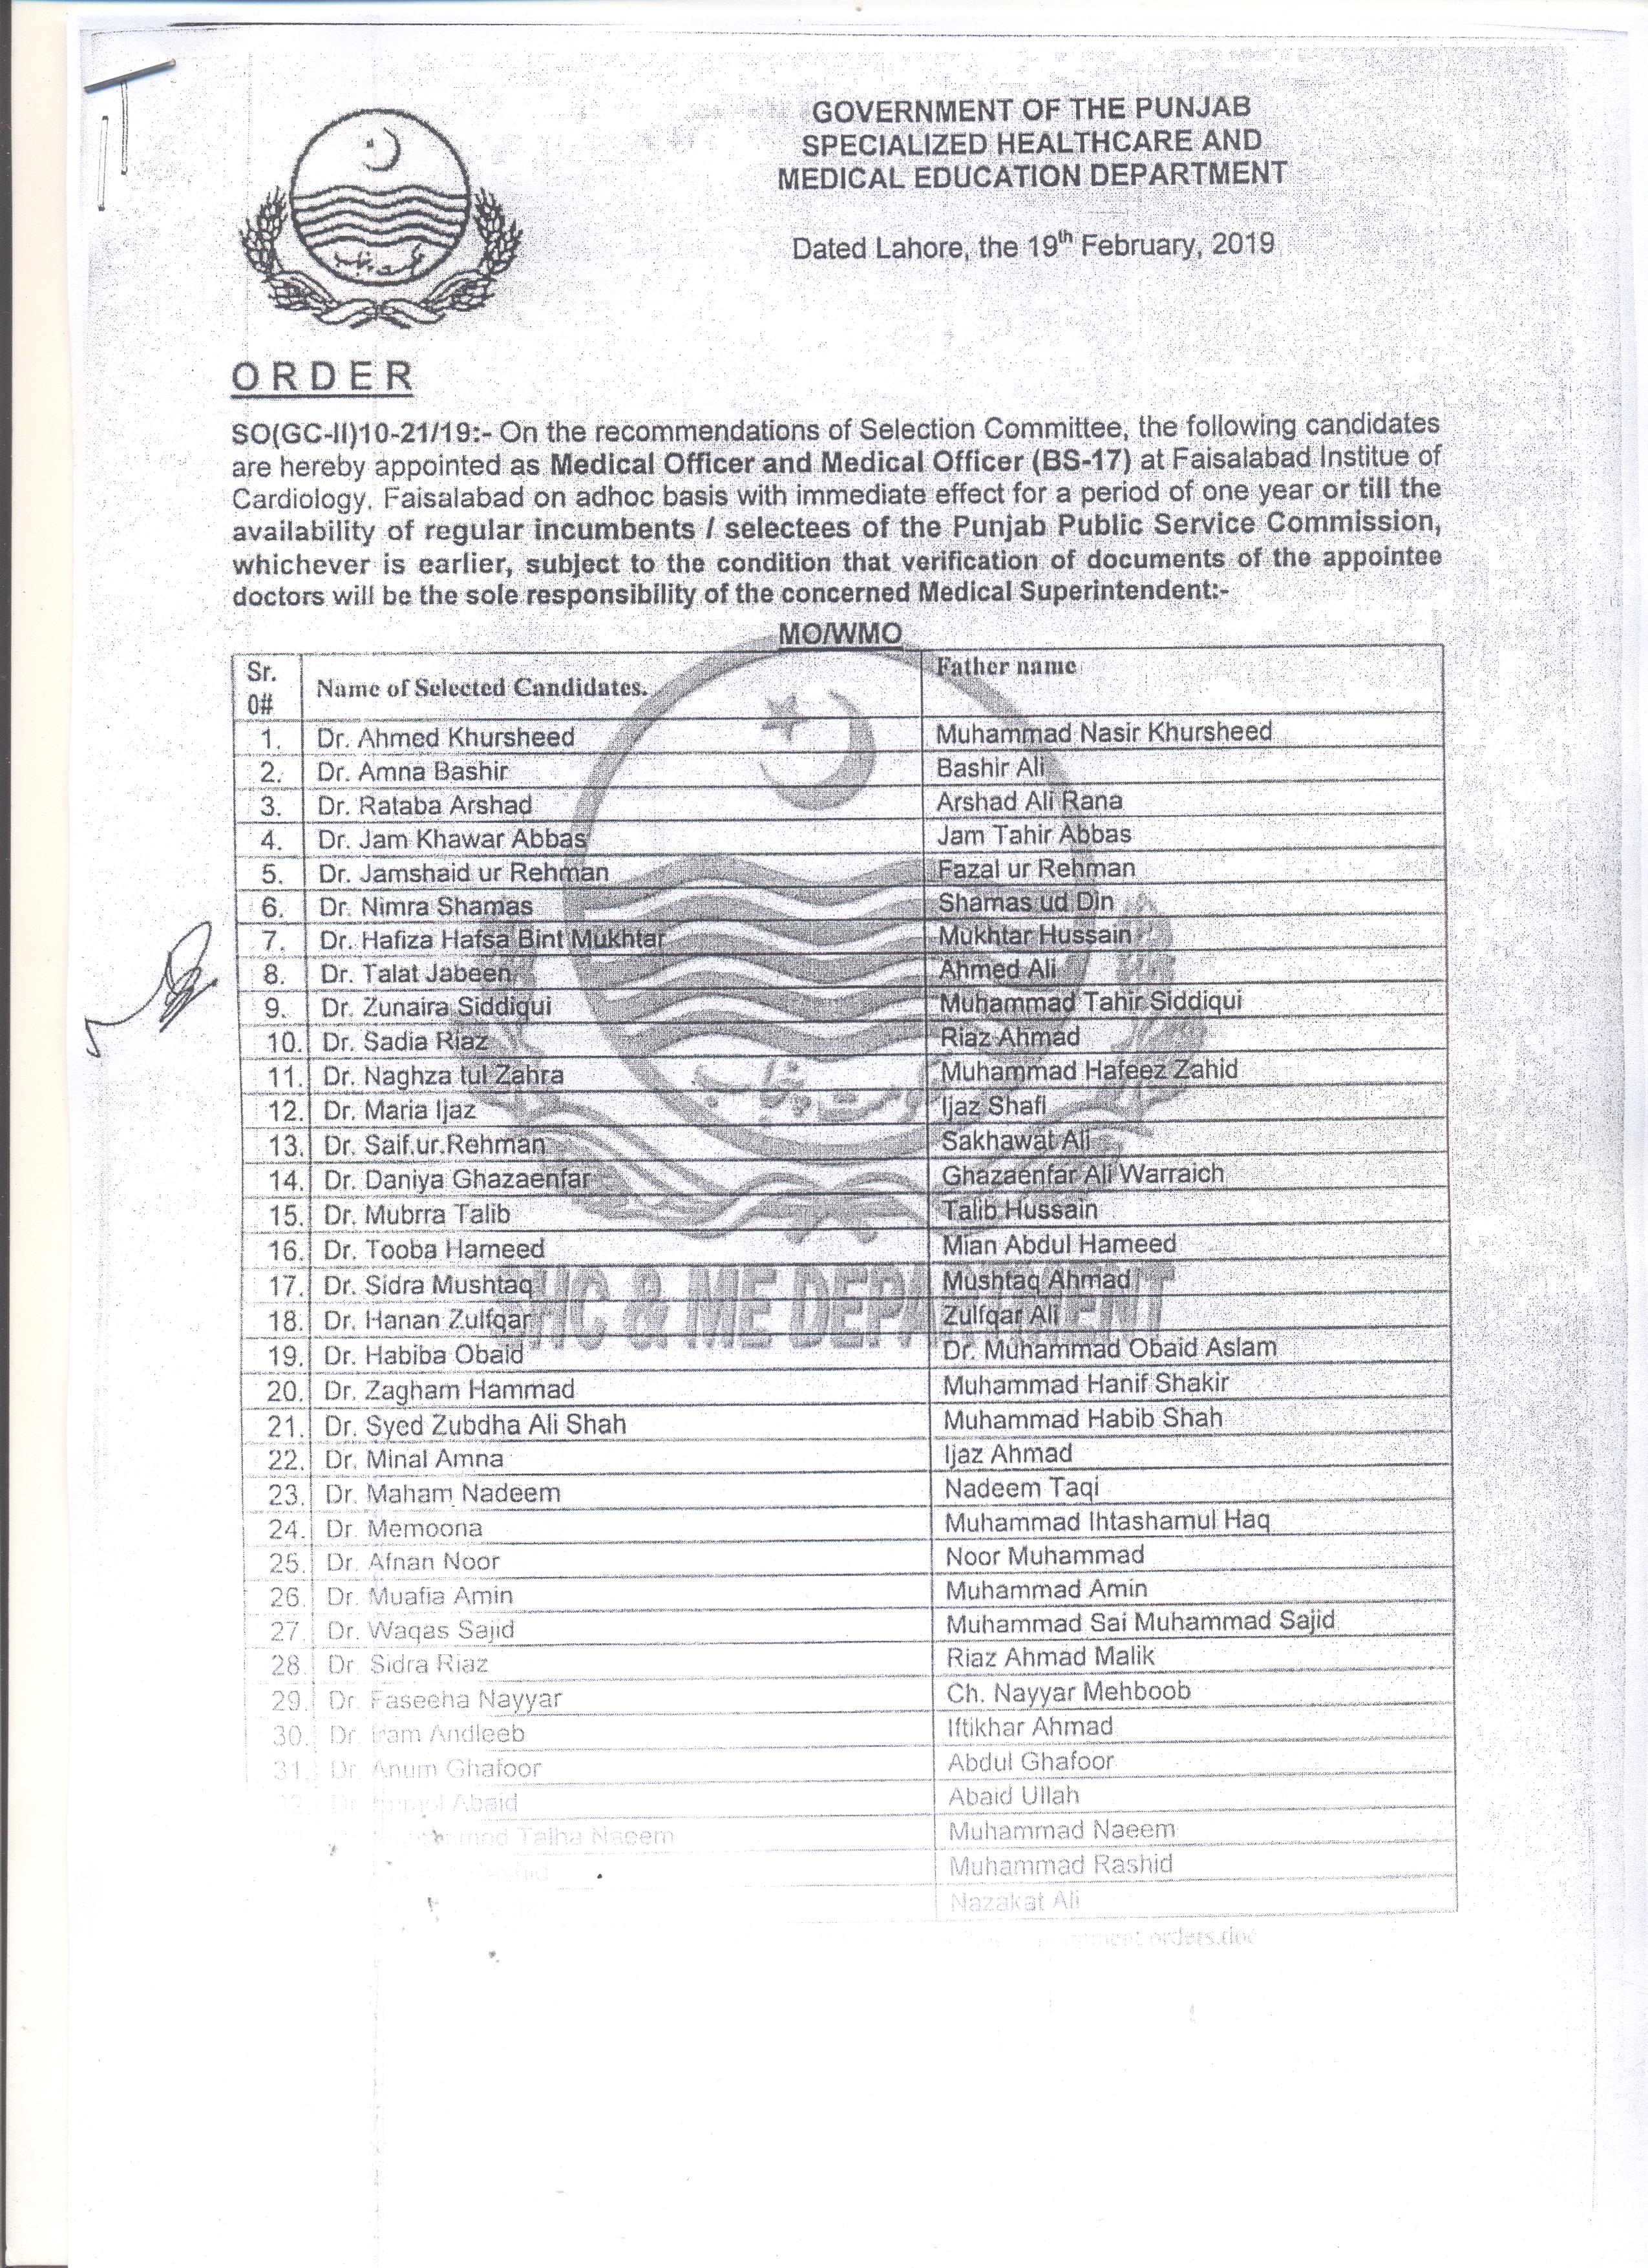 GOVERNMENT OF THE PUNJAB
SPECIALIZED HEALTHCARE AND
MEDICAL EDUCATION DEPARTMENT
Dated Lahore, the 19th February, 2019
حکومت پنجاب
ORDER
SO(GC-II)10-21/19:- On the recommendations of Selection Committee, the following candidates
are hereby appointed as Medical Officer and Medical Officer (BS-17) at Faisalabad Institue of
Cardiology, Faisalabad on adhoc basis with immediate effect for a period of one year or till the
availability of regular incumbents / selectees of the Punjab Public Service Commission,
whichever is earlier, subject to the condition that verification of documents of the appointee
doctors will be the sole responsibility of the concerned Medical Superintendent:-
MO/WMO
Sr. 0# Name of Selected Candidates. Father name
1. Dr. Ahmed Khursheed Muhammad Nasir Khursheed
2. Dr. Amna Bashir Bashir Ali
3. Dr. Rataba Arshad Arshad Ali Rana
4. Dr. Jam Khawar Abbas Jam Tahir Abbas
5. Dr. Jamshaid ur Rehman Fazal ur Rehman
6. Dr. Nimra Shamas Shamas ud Din
7. Dr. Hafiza Hafsa Bint Mukhtar Mukhtar Hussain
8. Dr. Talat Jabeen Ahmed Ali
9. Dr. Zunaira Siddiqui Muhammad Tahir Siddiqui
10. Dr. Sadia Riaz Riaz Ahmad
11. Dr. Naghza tul Zahra Muhammad Hafeez Zahid
12. Dr. Maria Ijaz Ijaz Shafi
13. Dr. Saif.ur.Rehman Sakhawat Ali
14. Dr. Daniya Ghazaenfar Ghazaenfar Ali Warraich
15. Dr. Mubrra Talib Talib Hussain
16. Dr. Tooba Hameed Mian Abdul Hameed
17. Dr. Sidra Mushtaq Mushtaq Ahmad
18. Dr. Hanan Zulfqar Zulfqar Ali
19. Dr. Habiba Obaid Dr. Muhammad Obaid Aslam
20. Dr. Zagham Hammad Muhammad Hanif Shakir
21. Dr. Syed Zubdha Ali Shah Muhammad Habib Shah
22. Dr. Minal Amna Ijaz Ahmad
23. Dr. Maham Nadeem Nadeem Taqi
24. Dr. Memoona Muhammad Ihtashamul Haq
25. Dr. Afnan Noor Noor Muhammad
26. Dr. Muafia Amin Muhammad Amin
27. Dr. Waqas Sajid Muhammad Sai Muhammad Sajid
28. Dr. Sidra Riaz Riaz Ahmad Malik
29. Dr. Faseeha Nayyar Ch. Nayyar Mehboob
30. Dr. Iram Andleeb Iftikhar Ahmad
31. Dr. Anum Ghafoor Abdul Ghafoor
Dr. Abaid Abaid Ullah
Talha Naeem Muhammad Naeem
Muhammad Rashid
Nazakat Ali
orders.doc
& ME DEPARTMENT